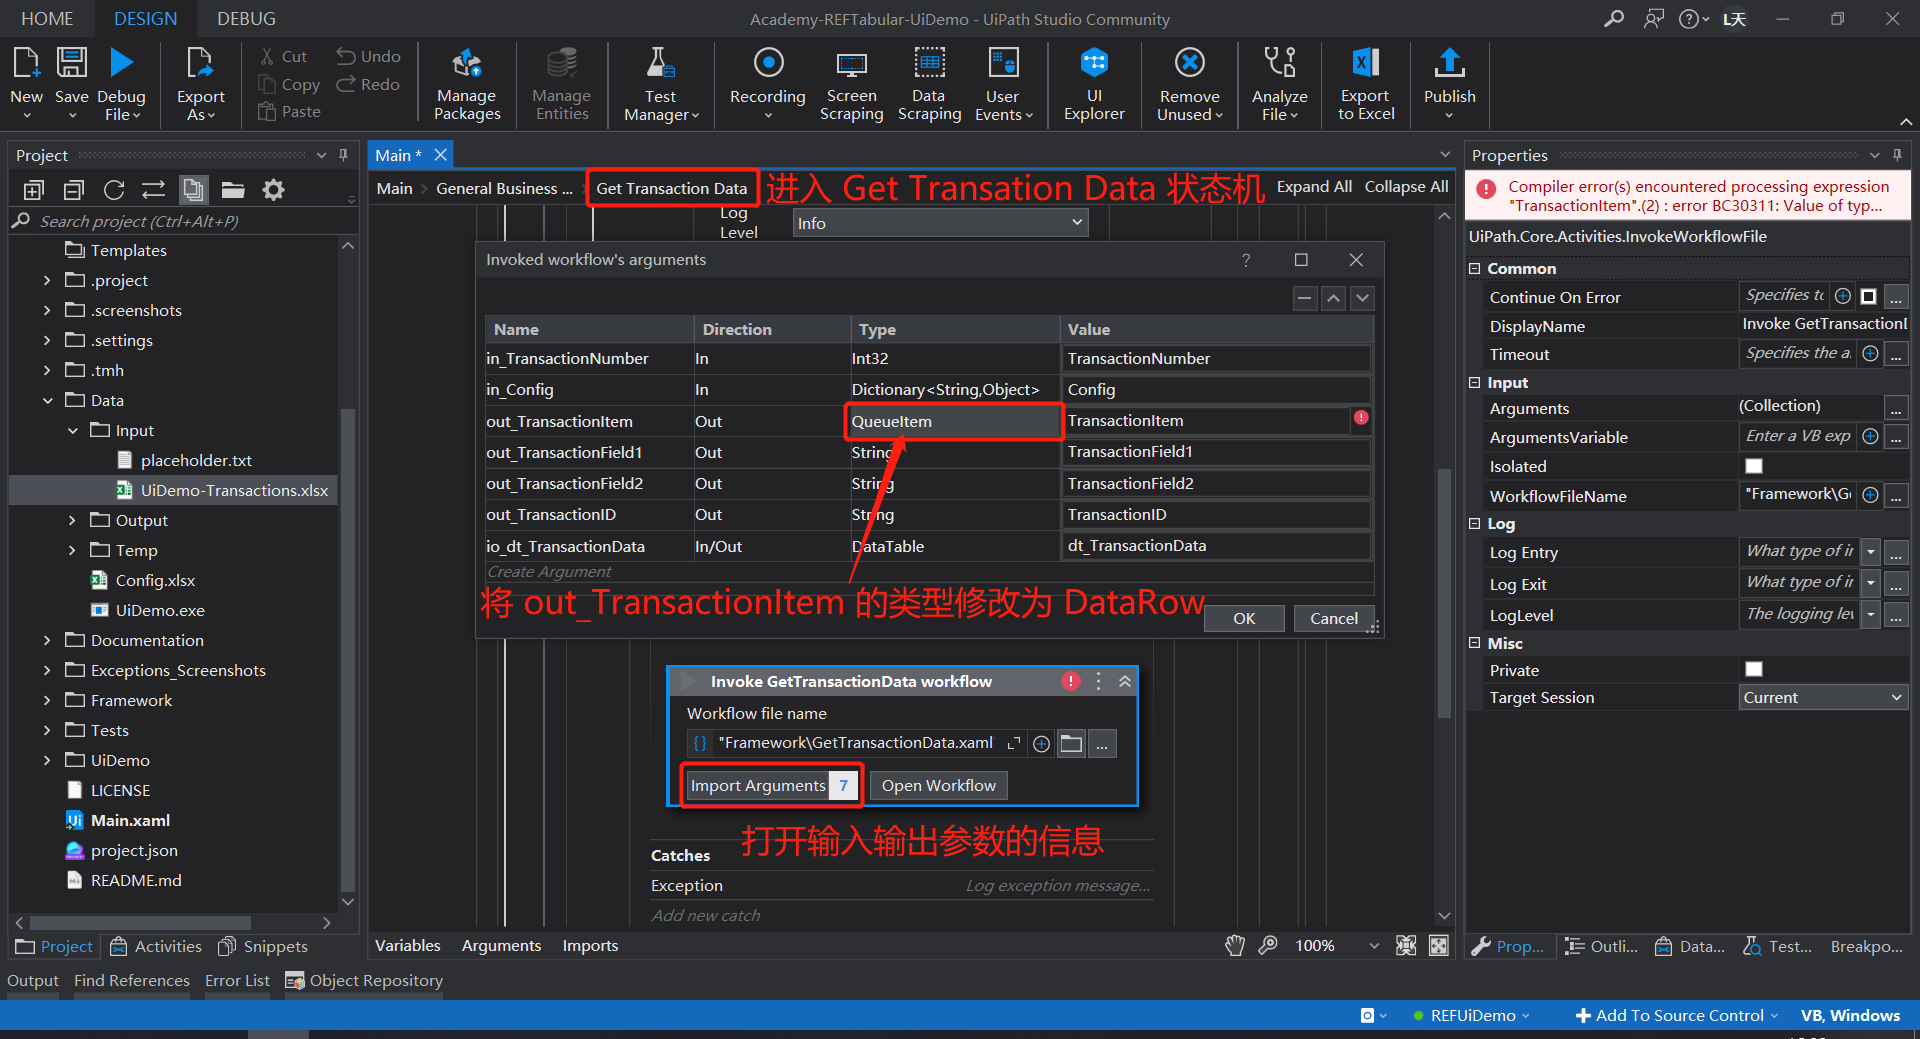 HOME DESIGN DEBUG
Academy-REFTabular-UiDemo - UiPath Studio Community
L天
New
Save
Debug
File
Export
As
Cut
Copy
Paste
Undo
Redo
Manage
Packages
Manage
Entities
Test
Manager
Recording
Screen
Scraping
Data
Scraping
User
Events
UI
Explorer
Remove
Unused
Analyze
File
Export
to Excel
Publish
Project
Search project (Ctrl+Alt+P)
Templates
.project
.screenshots
.settings
.tmh
Data
Input
placeholder.txt
UiDemo-Transactions.xlsx
Output
Temp
Config.xlsx
UiDemo.exe
Documentation
Exceptions_Screenshots
Framework
Tests
UiDemo
LICENSE
Main.xaml
project.json
README.md
Project Activities Snippets
Main *
Main General Business ... Get Transaction Data
进入 Get Transation Data 状态机
Expand All Collapse All
Log
Level
Info
Invoked workflow's arguments
Name Direction Type Value
in_TransactionNumber In Int32 TransactionNumber
in_Config In Dictionary<String,Object> Config
out_TransactionItem Out QueueItem TransactionItem
out_TransactionField1 Out String TransactionField1
out_TransactionField2 Out String TransactionField2
out_TransactionID Out String TransactionID
io_dt_TransactionData In/Out DataTable dt_TransactionData
Create Argument
将 out_TransactionItem 的类型修改为 DataRow
OK Cancel
Invoke GetTransactionData workflow
Workflow file name
"Framework\GetTransactionData.xaml'
...
Import Arguments 7 Open Workflow
打开输入输出参数的信息
Catches
Exception Log exception message...
Add new catch
Variables Arguments Imports
100%
Properties
Compiler error(s) encountered processing expression
"TransactionItem".(2) : error BC30311: Value of typ...
UiPath.Core.Activities.InvokeWorkflowFile
Common
Continue On Error Specifies to ...
DisplayName Invoke GetTransactionD
Timeout Specifies the a. ...
Input
Arguments (Collection) ...
ArgumentsVariable Enter a VB exp ...
Isolated
WorkflowFileName "Framework\Ge ...
Log
Log Entry What type of in ...
Log Exit What type of in ...
LogLevel The logging lev ...
Misc
Private
Target Session Current
Prop... Outli... Data... Test... Breakpo...
Output Find References Error List Object Repository
REFUiDemo Add To Source Control VB, Windows